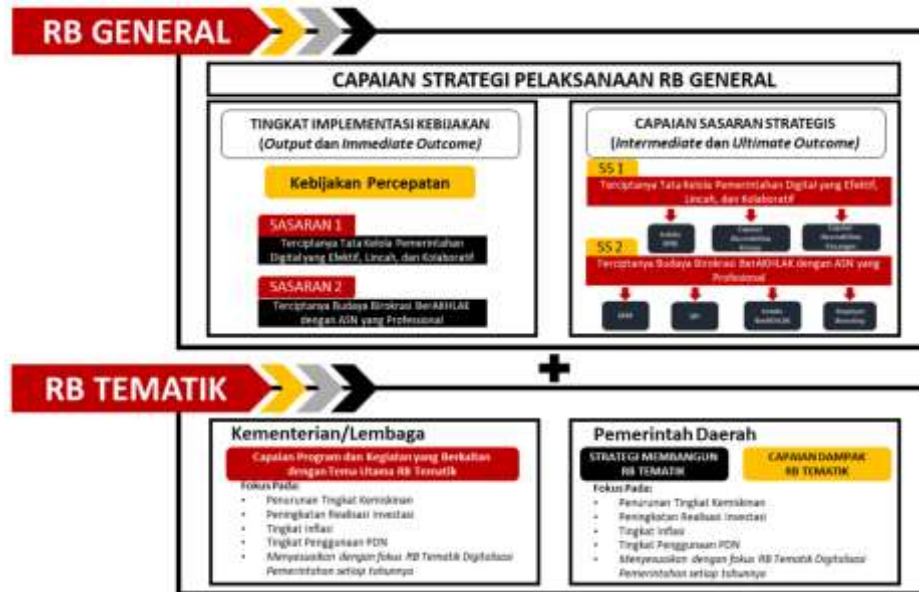 RB GENERAL
CAPAIAN STRATEGI PELAKSANAAN RB GENERAL
TINGKAT IMPLEMENTASI KEBIJAKAN
(Output dan Immediate Outcome)
Kebijakan Percepatan
SASARAN 1
Terciptanya Tata Kelola Pemerintahan
Digital yang Efektif, Lincah, dan Kolaboratif
SASARAN 2
Terciptanya Budaya Birokrasi BerAKHLAK
dengan ASN yang Professional
CAPAIAN SASARAN STRATEGIS
(Intermediate dan Ultimate Outcome)
SS 1
Terciptanya Tata Kelola Pemerintahan Digital yang Efektif,
Lincah, dan Kolaboratif
SS 2
Terciptanya Budaya Birokrasi BerAKHLAK dengan ASN yang
Profesional
+
RB TEMATIK
Kementerian/Lembaga
Capaian Program dan Kegiatan yang Berkaitan
dengan Tema Utama RB Tematik
Fokus Pada:
• Penurunan Tingkat Kemiskinan
• Peningkatan Realisasi Investasi
• Tingkat Inflasi
• Tingkat Penggunaan PDN
• Menyesuaikan dengan fokus RB Tematik Digitalisasi
Pemerintahan setiap tahunnya
Pemerintah Daerah
STRATEGI MEMBANGUN
RB TEMATIK
CAPAIAN DAMPAK
RB TEMATIK
Fokus Pada:
• Penurunan Tingkat Kemiskinan
• Peningkatan Realisasi Investasi
• Tingkat Inflasi
• Tingkat Penggunaan PDN
• Menyesuaikan dengan fokus RB Tematik Digitalisasi
Pemerintahan setiap tahunnya